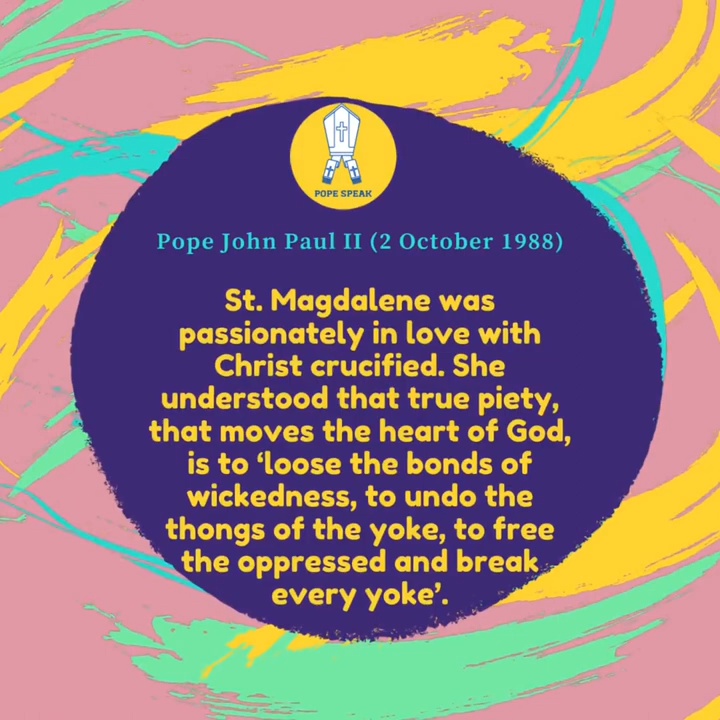 POPE SPEAK
Pope John Paul II (2 October 1988)
St. Magdalene was
passionately in love with
Christ crucified. She
understood that true piety,
that moves the heart of God,
is to ‘loose the bonds of
wickedness, to undo the
thongs of the yoke, to free
the oppressed and break
every yoke’.